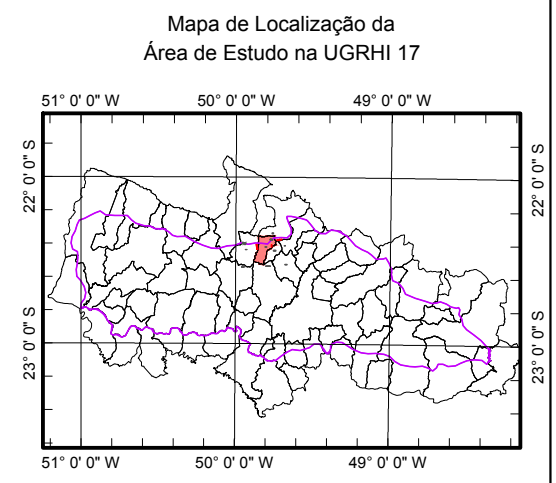 Mapa de Localização da
Área de Estudo na UGRHI 17
51° 0' 0" W 50° 0' 0" W 49° 0' 0" W
22° 0' 0" S
22° 0' 0" S
23° 0' 0" S
23° 0' 0" S
51° 0' 0" W 50° 0' 0" W 49° 0' 0" W